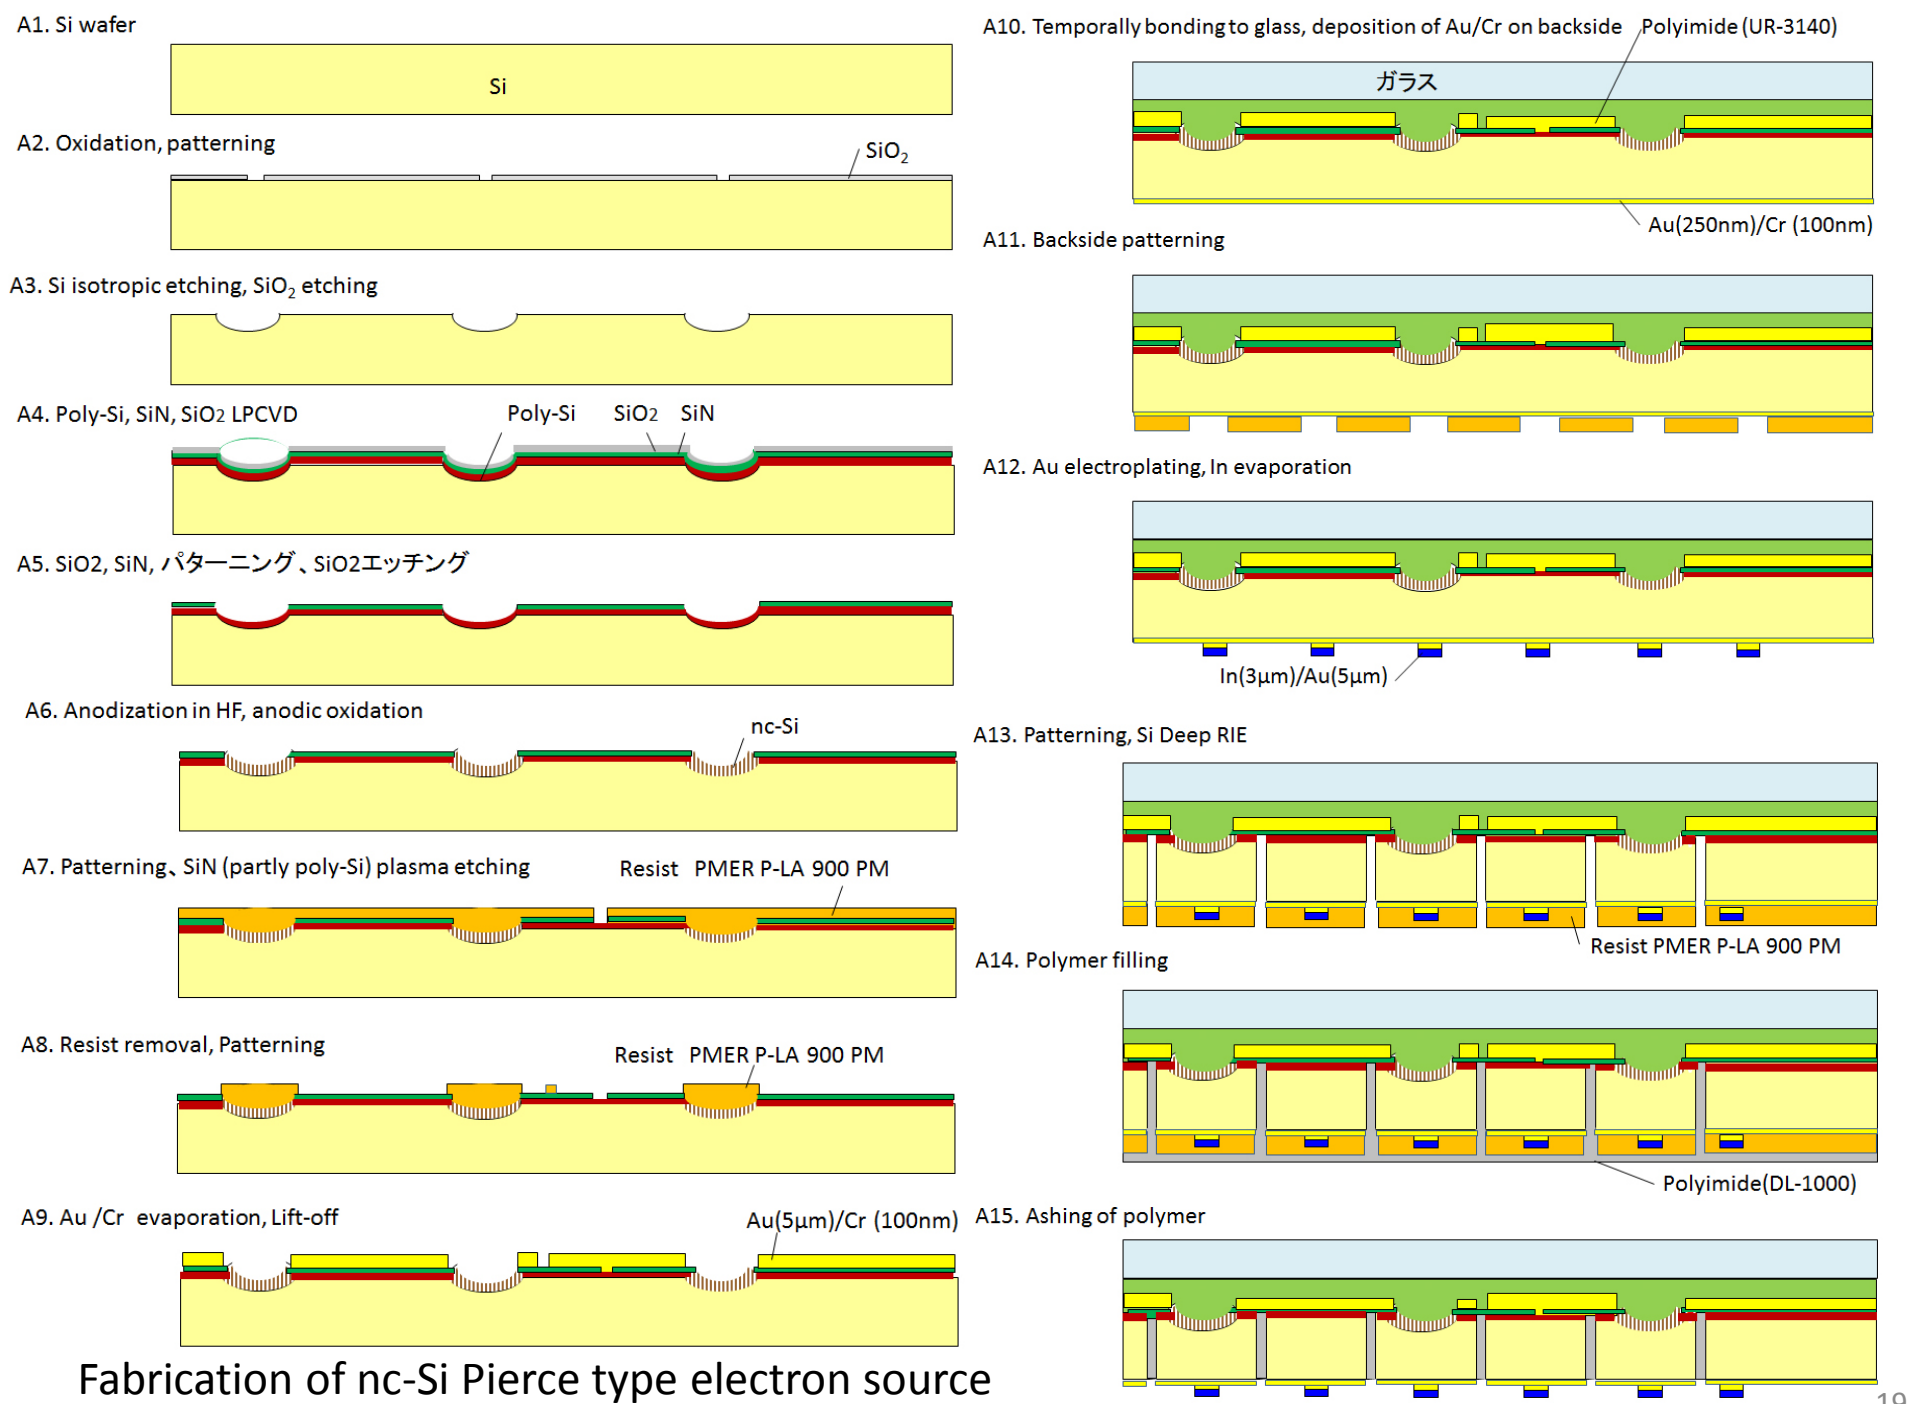 A1. Si wafer
Si
A2. Oxidation, patterning
SiO2
A3. Si isotropic etching, SiO2 etching
A4. Poly-Si, SiN, SiO2 LPCVD
Poly-Si
SiO2
SiN
A5. SiO2, SiN, パターニング、SiO2エッチング
A6. Anodization in HF, anodic oxidation
nc-Si
A7. Patterning、SiN (partly poly-Si) plasma etching
Resist PMER P-LA 900 PM
A8. Resist removal, Patterning
Resist PMER P-LA 900 PM
A9. Au /Cr evaporation, Lift-off
Au(5μm)/Cr (100nm)
Fabrication of nc-Si Pierce type electron source
A10. Temporally bonding to glass, deposition of Au/Cr on backside
Polyimide (UR-3140)
ガラス
Au(250nm)/Cr (100nm)
A11. Backside patterning
A12. Au electroplating, In evaporation
In(3μm)/Au(5μm)
A13. Patterning, Si Deep RIE
Resist PMER P-LA 900 PM
A14. Polymer filling
Polyimide(DL-1000)
A15. Ashing of polymer
19